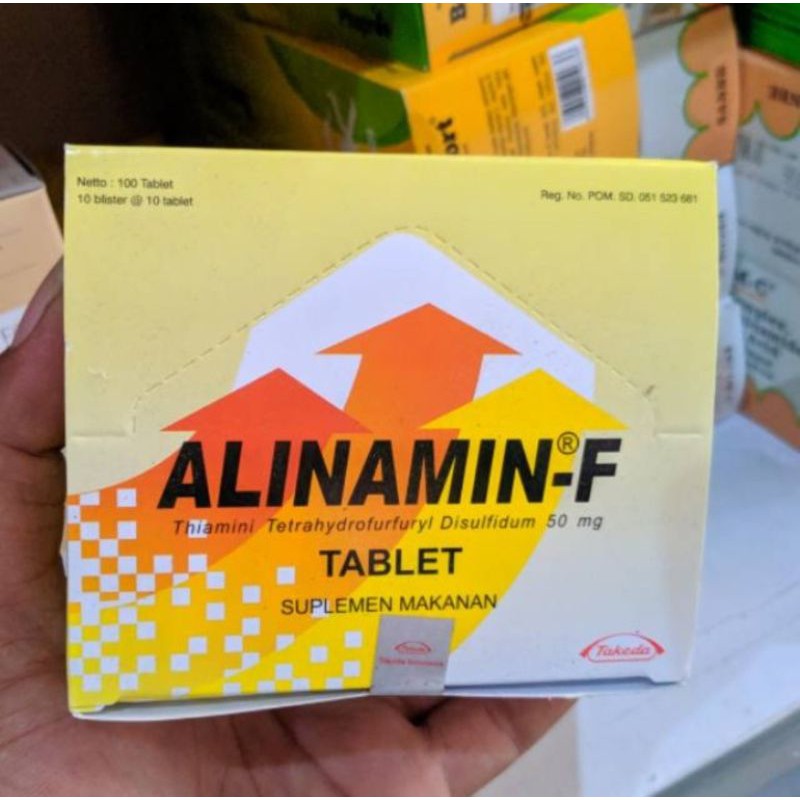 Netto : 100 Tablet
10 blister @ 10 tablet
Reg. No. POM. SD. 051 523 681
ALINAMIN®-F
Thiamini Tetrahydrofurfuryl Disulfidum 50 mg
TABLET
SUPLEMEN MAKANAN
Takeda